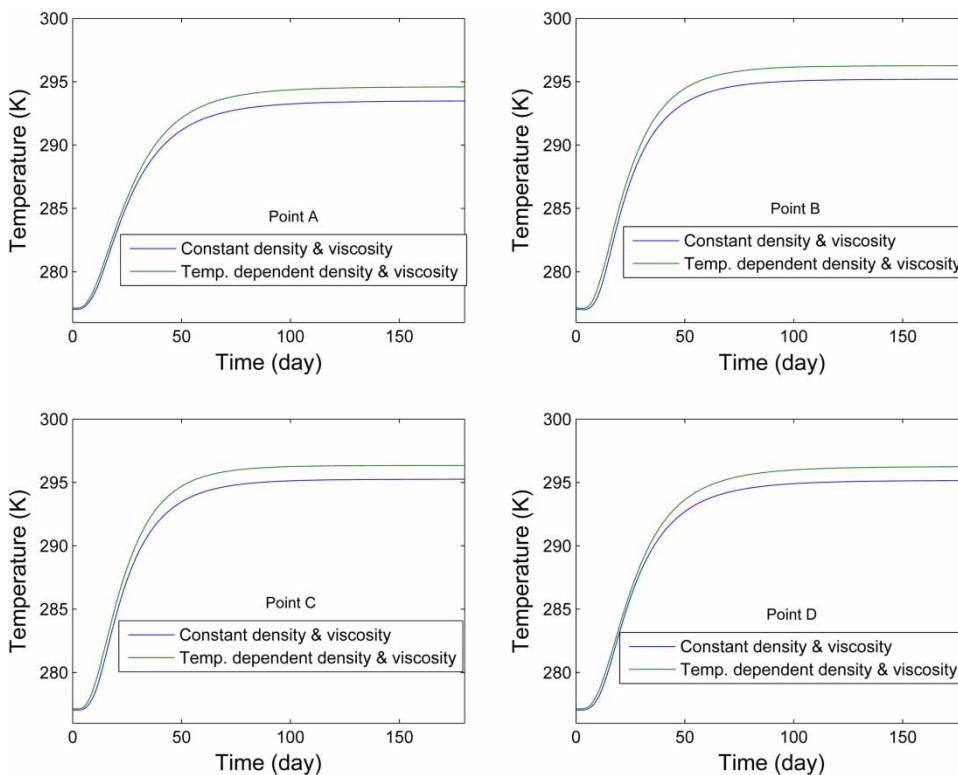 300
295
290
285
280
Temperature (K)
Point A
Constant density & viscosity
Temp. dependent density & viscosity
0 50 100 150
Time (day)
300
295
290
285
280
Temperature (K)
Point B
Constant density & viscosity
Temp. dependent density & viscosity
0 50 100 150
Time (day)
300
295
290
285
280
Temperature (K)
Point C
Constant density & viscosity
Temp. dependent density & viscosity
0 50 100 150
Time (day)
300
295
290
285
280
Temperature (K)
Point D
Constant density & viscosity
Temp. dependent density & viscosity
0 50 100 150
Time (day)